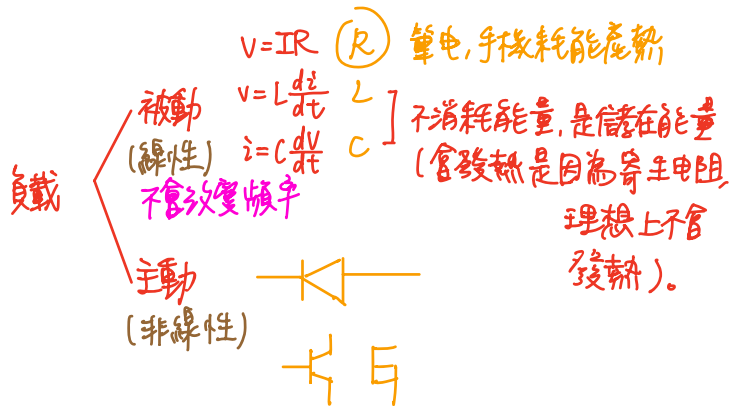 V=IR R 筆电,手機耗能產熱
被動 V=L di/dt L 不消耗能量,是儲存能量
(線性) i=C dV/dt C (會發熱是因為寄生电阻,
負載 不會改變頻率 理想上不會
主動 發熱)。
(非線性)